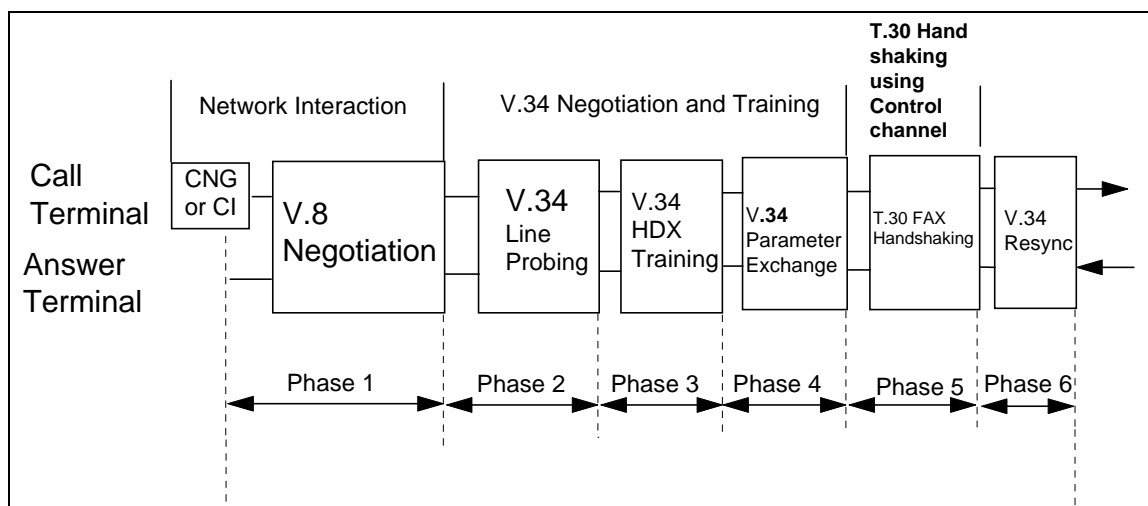 T.30 Hand
shaking
using
Control
channel
Network Interaction
V.34 Negotiation and Training
Call
Terminal
Answer
Terminal
CNG
or CI
V.8
Negotiation
V.34
Line
Probing
V.34
HDX
Training
V.34
Parameter
Exchange
T.30 FAX
Handshaking
V.34
Resync
Phase 1
Phase 2
Phase 3
Phase 4
Phase 5
Phase 6